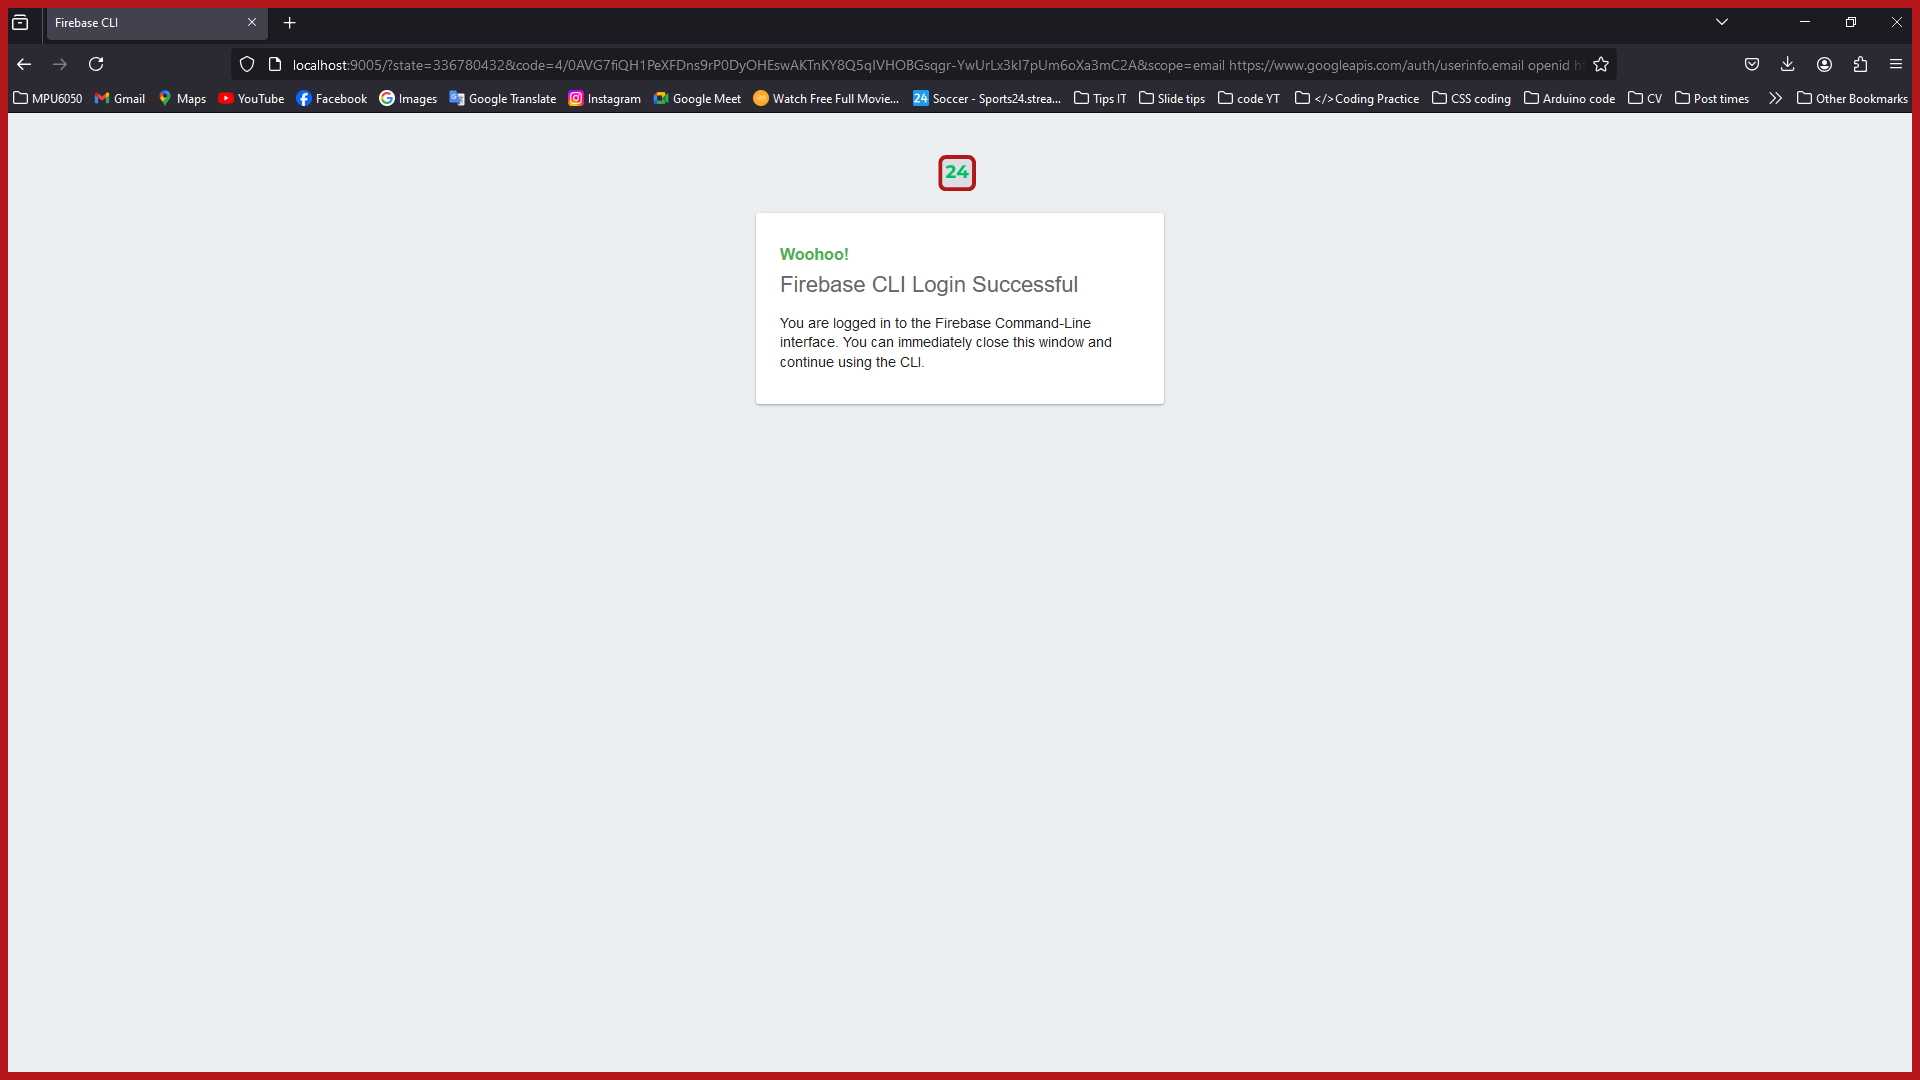 Firebase CLI
localhost:9005/?state=336780432&code=4/0AVG7fiQH1PeXFDns9rP0DyOHEswAKTnKY8Q5qIVHOBGsqgr-YwUrLx3kI7pUm6oXa3mC2A&scope=email https://www.googleapis.com/auth/userinfo.email openid h
MPU6050 Gmail Maps YouTube Facebook Images Google Translate Instagram Google Meet Watch Free Full Movie... 24 Soccer - Sports24.strea... Tips IT Slide tips code YT </>Coding Practice CSS coding Arduino code CV Post times Other Bookmarks
24
Woohoo!
Firebase CLI Login Successful
You are logged in to the Firebase Command-Line
interface. You can immediately close this window and
continue using the CLI.